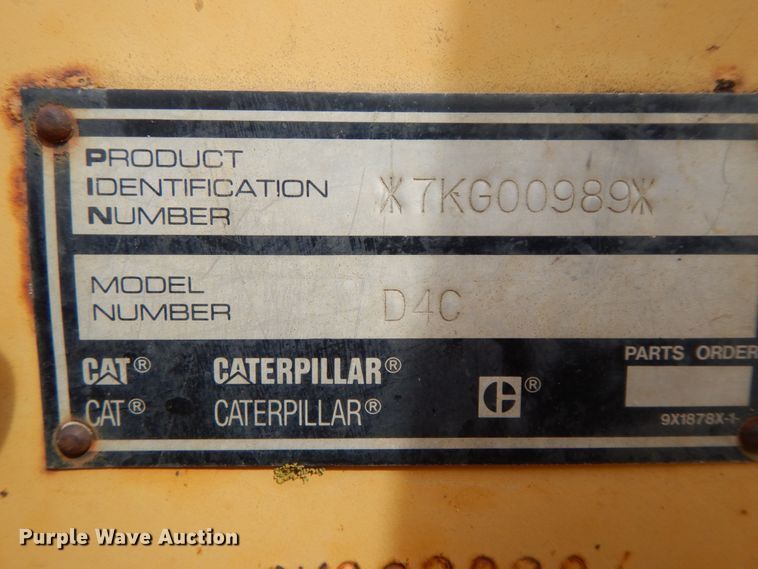 PRODUCT
IDENTIFICATION
NUMBER
*7KG00989*
MODEL
NUMBER
D4C
CAT® CATERPILLAR®
CAT® CATERPILLAR®
C®
PARTS ORDER
9X1878X-1
Purple Wave Auction®